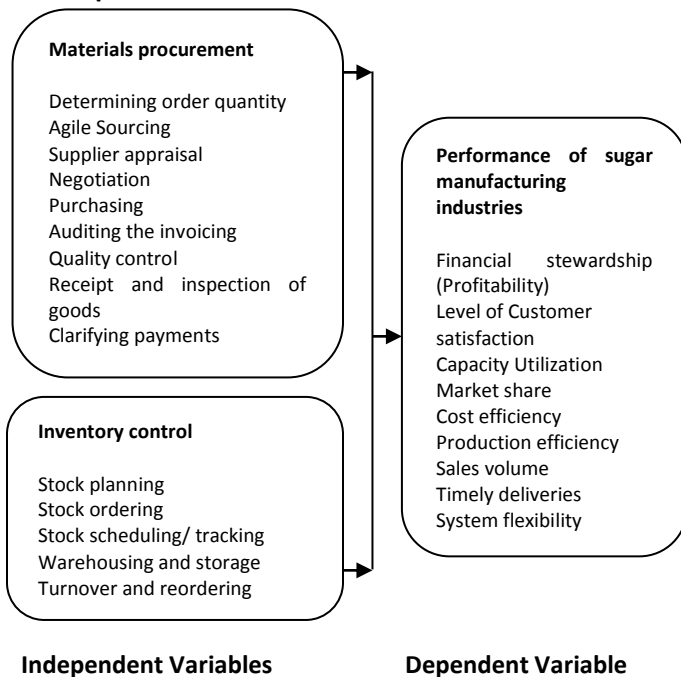 Materials procurement
Determining order quantity
Agile Sourcing
Supplier appraisal
Negotiation
Purchasing
Auditing the invoicing
Quality control
Receipt and inspection of
goods
Clarifying payments
Inventory control
Stock planning
Stock ordering
Stock scheduling/ tracking
Warehousing and storage
Turnover and reordering
Performance of sugar
manufacturing
industries
Financial stewardship
(Profitability)
Level of Customer
satisfaction
Capacity Utilization
Market share
Cost efficiency
Production efficiency
Sales volume
Timely deliveries
System flexibility
Independent Variables
Dependent Variable